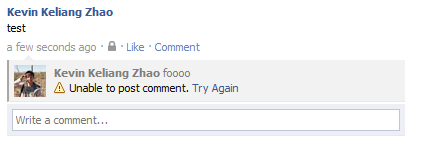 Kevin Keliang Zhao
test
a few seconds ago · Like · Comment
Kevin Keliang Zhao foooo
Unable to post comment. Try Again
Write a comment...